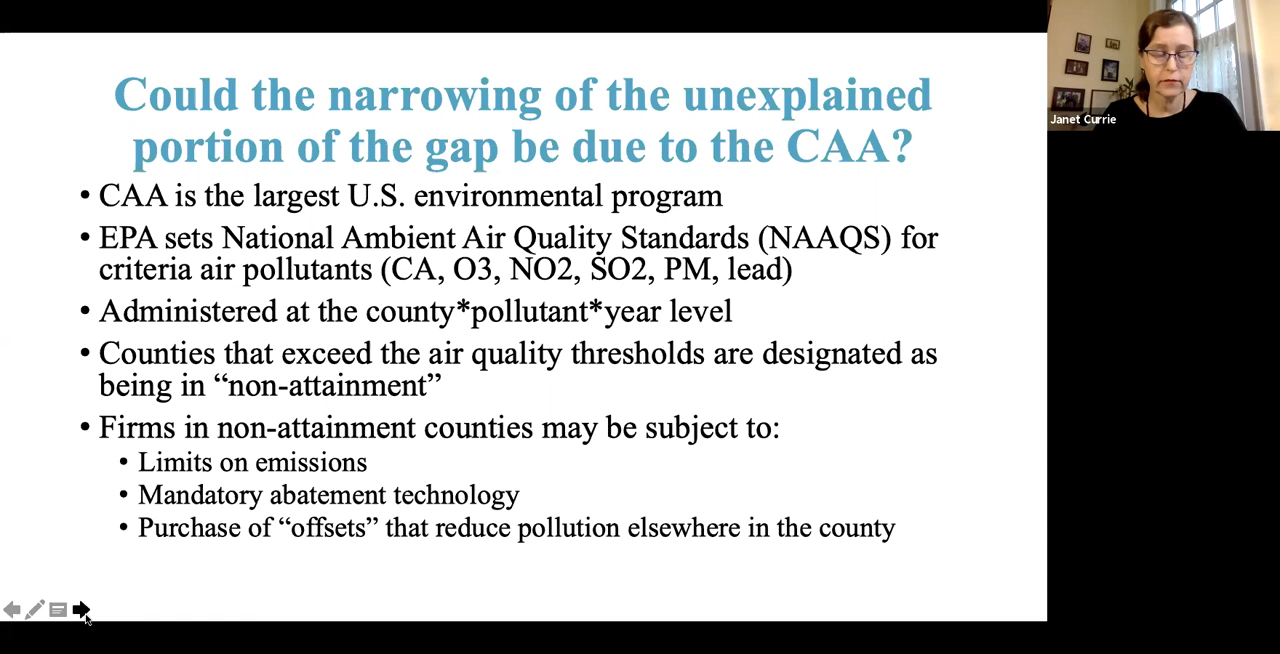 Could the narrowing of the unexplained
portion of the gap be due to the CAA?
• CAA is the largest U.S. environmental program
• EPA sets National Ambient Air Quality Standards (NAAQS) for
criteria air pollutants (CA, O3, NO2, SO2, PM, lead)
• Administered at the county*pollutant*year level
• Counties that exceed the air quality thresholds are designated as
being in “non-attainment”
• Firms in non-attainment counties may be subject to:
• Limits on emissions
• Mandatory abatement technology
• Purchase of “offsets” that reduce pollution elsewhere in the county
Janet Currie